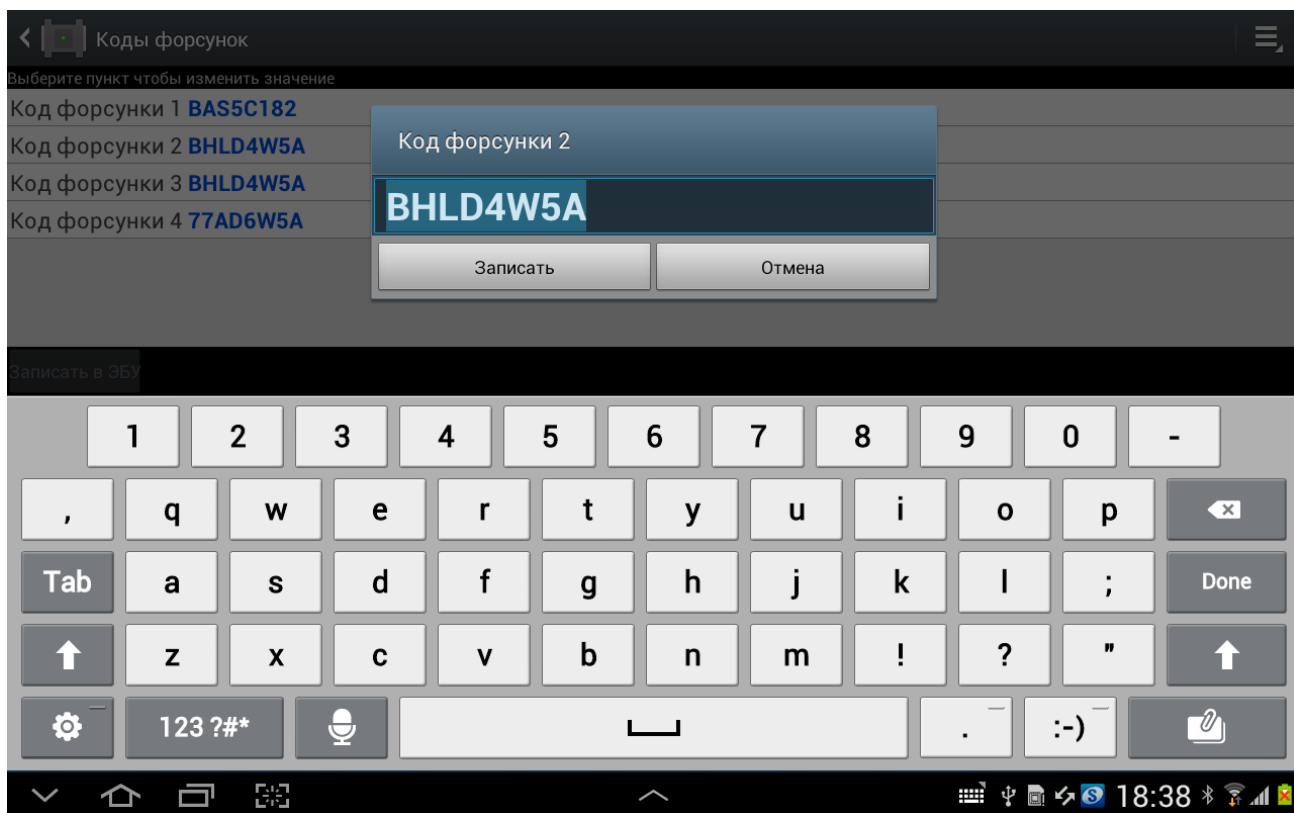 Коды форсунок
Выберите пункт чтобы изменить значение
Код форсунки 1 BAS5C182
Код форсунки 2 BHLD4W5A
Код форсунки 3 BHLD4W5A
Код форсунки 4 77AD6W5A
Код форсунки 2
BHLD4W5A
Записать Отмена
Записать в ЭБУ
1 2 3 4 5 6 7 8 9 0 -
, q w e r t y u i o p
Tab a s d f g h j k l ; Done
z x c v b n m ! ? "
123 ?#* . :-)
18:38